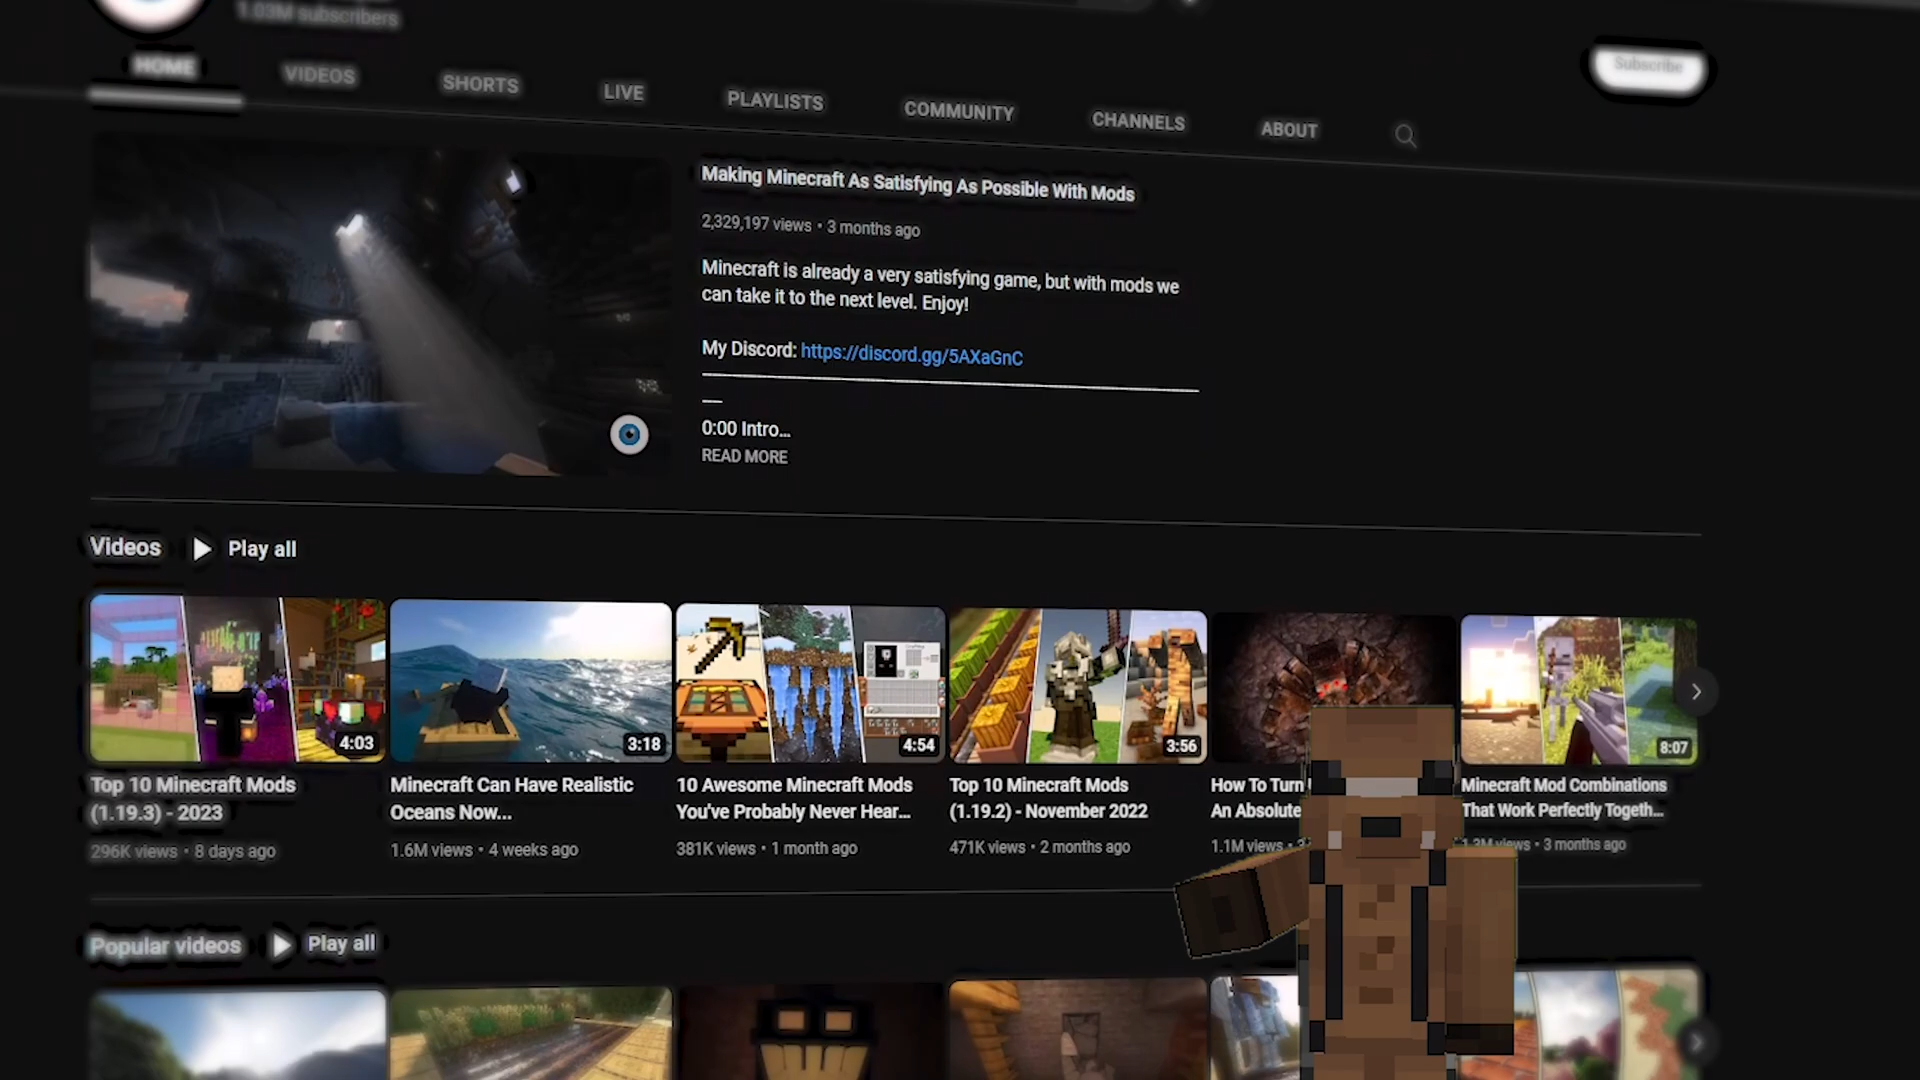 1.03M subscribers
Subscribe
HOME
VIDEOS
SHORTS
LIVE
PLAYLISTS
COMMUNITY
CHANNELS
ABOUT
Making Minecraft As Satisfying As Possible With Mods
2,329,197 views • 3 months ago
Minecraft is already a very satisfying game, but with mods we
can take it to the next level. Enjoy!
My Discord: https://discord.gg/5AXaGnC
0:00 Intro...
READ MORE
Videos
Play all
4:03
3:18
4:54
3:56
8:07
Top 10 Minecraft Mods
(1.19.3) - 2023
296K views • 8 days ago
Minecraft Can Have Realistic
Oceans Now...
1.6M views • 4 weeks ago
10 Awesome Minecraft Mods
You've Probably Never Hear...
381K views • 1 month ago
Top 10 Minecraft Mods
(1.19.2) - November 2022
471K views • 2 months ago
How To Turn
An Absolute
1.1M views •
Minecraft Mod Combinations
That Work Perfectly Togeth...
1.3M views • 3 months ago
Popular videos
Play all